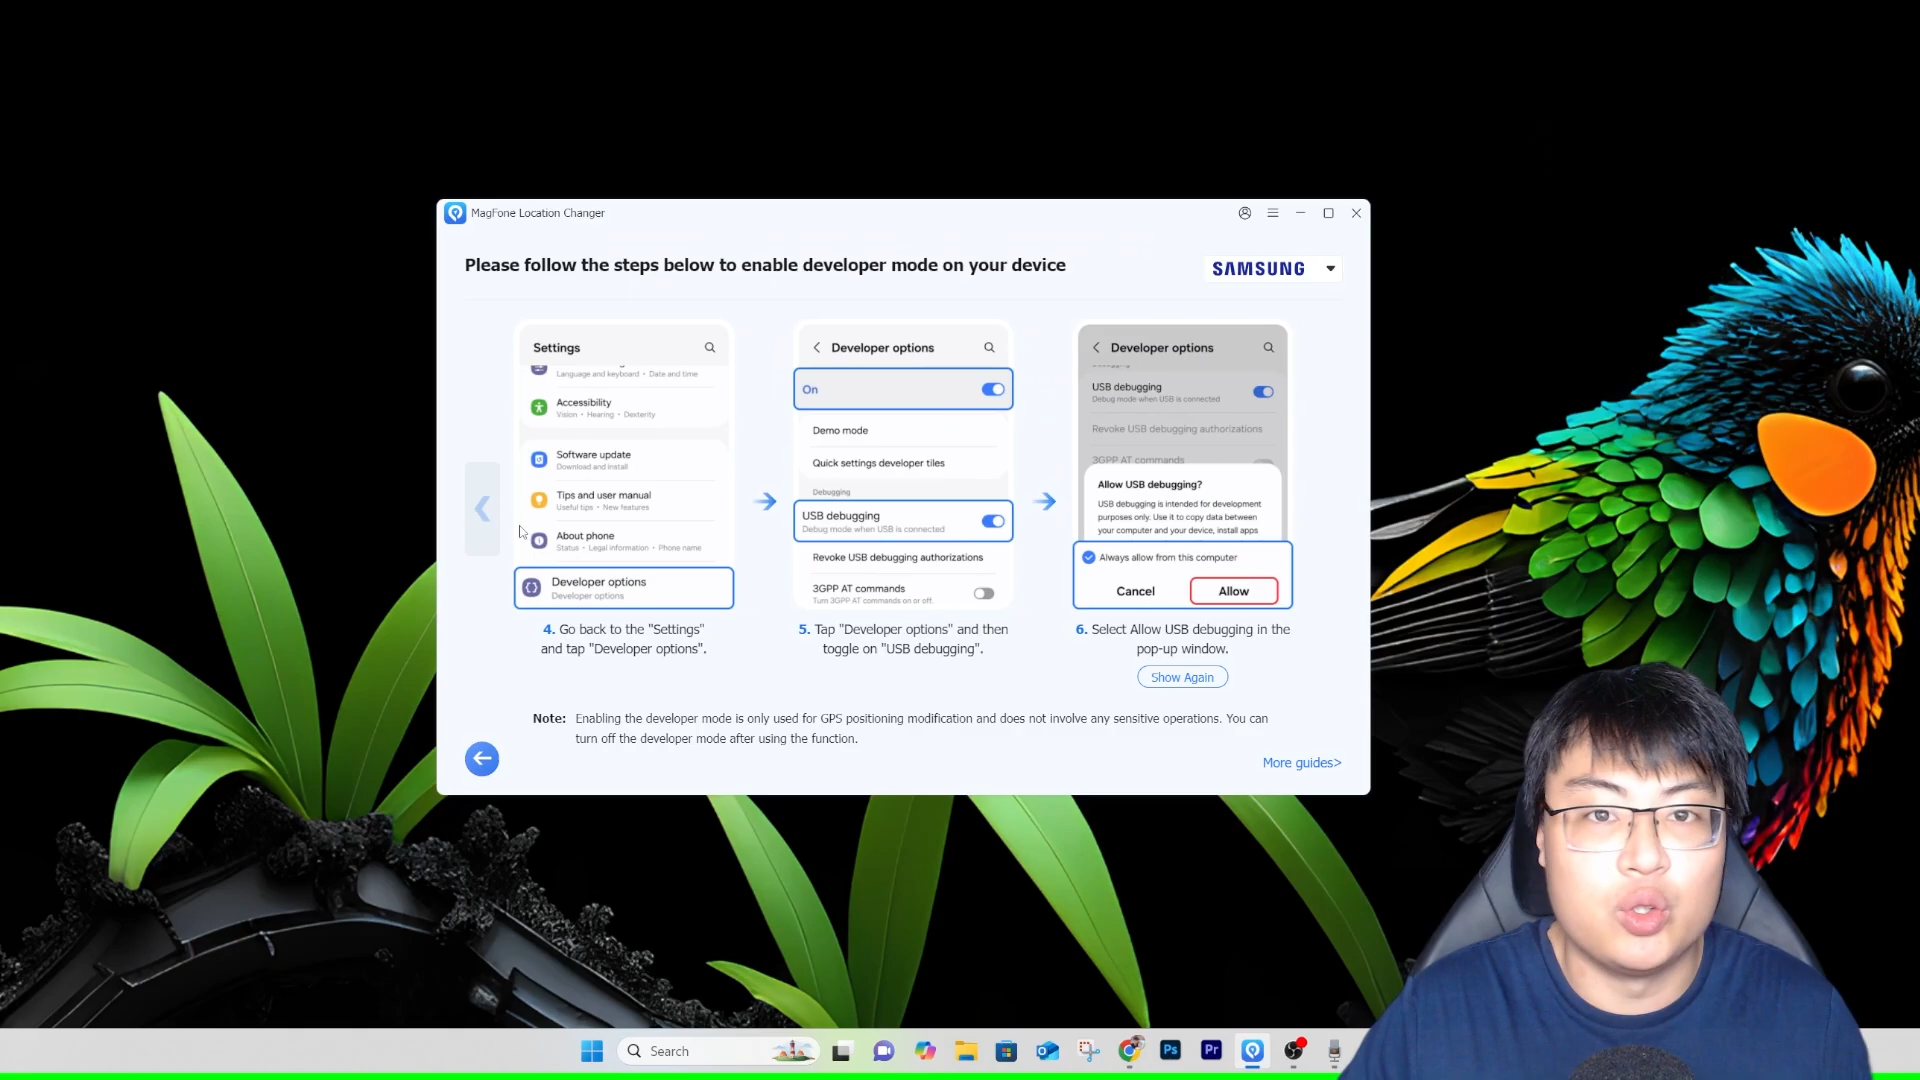 MagFone Location Changer
Please follow the steps below to enable developer mode on your device
SAMSUNG
Settings
Language and keyboard • Date and time
Accessibility
Vision • Hearing • Dexterity
Software update
Download and install
Tips and user manual
Useful tips • New features
About phone
Status • Legal information • Phone name
Developer options
Developer options
4. Go back to the "Settings"
and tap "Developer options".
Developer options
On
Demo mode
Quick settings developer tiles
Debugging
USB debugging
Debug mode when USB is connected
Revoke USB debugging authorizations
3GPP AT commands
Turn 3GPP AT commands on or off.
5. Tap "Developer options" and then
toggle on "USB debugging".
Developer options
USB debugging
Debug mode when USB is connected
Revoke USB debugging authorizations
3GPP AT commands
Allow USB debugging?
USB debugging is intended for development
purposes only. Use it to copy data between
your computer and your device, install apps
Always allow from this computer
Cancel
Allow
6. Select Allow USB debugging in the
pop-up window.
Show Again
Note: Enabling the developer mode is only used for GPS positioning modification and does not involve any sensitive operations. You can
turn off the developer mode after using the function.
More guides>
Search
Ps
Pr